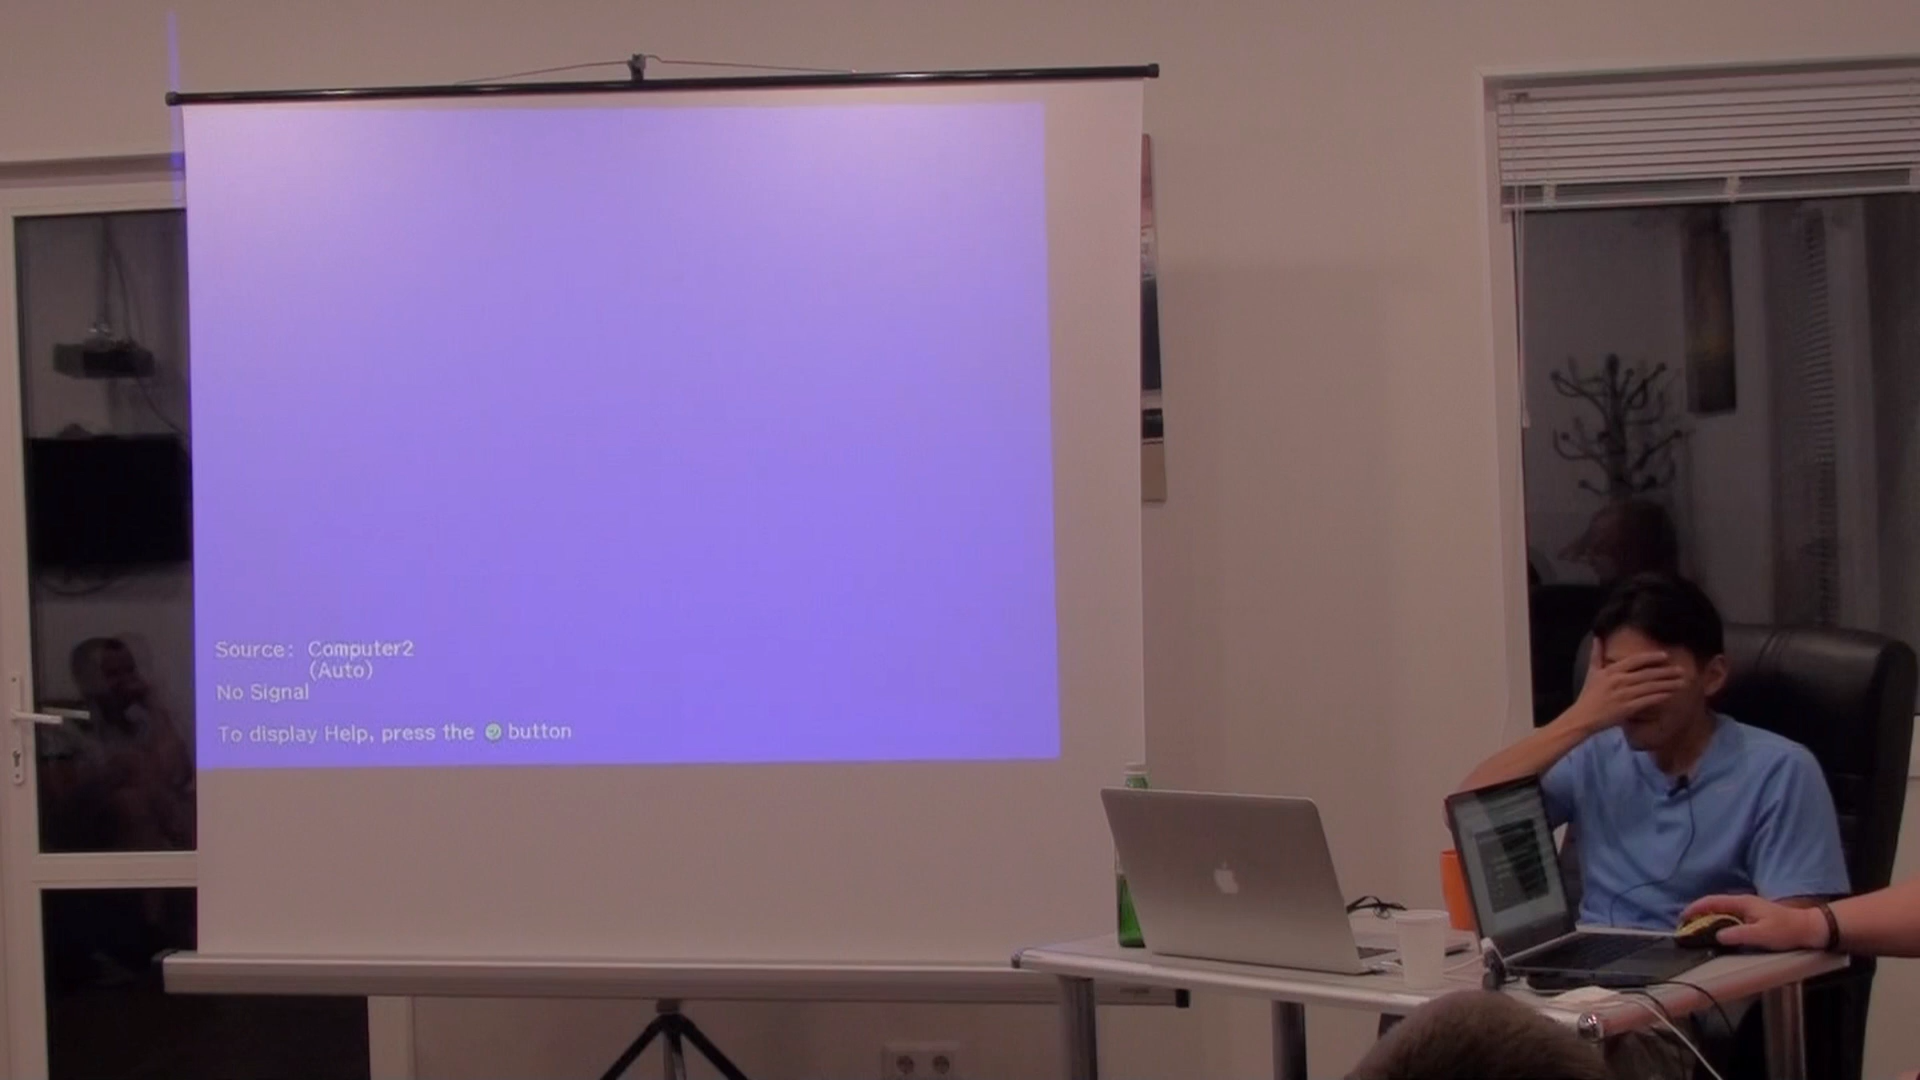 Source: Computer2
(Auto)
No Signal
To display Help, press the button